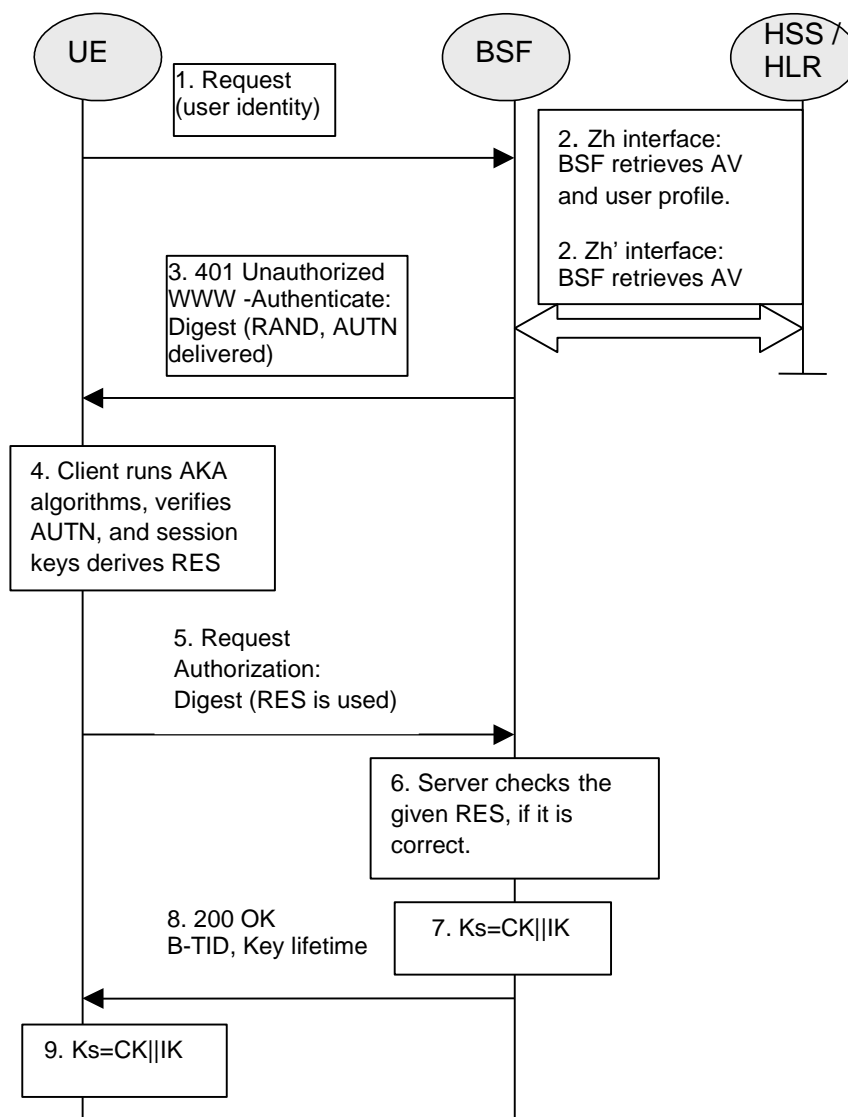 UE
BSF
HSS /
HLR
1. Request
(user identity)
2. Zh interface:
BSF retrieves AV
and user profile.
2. Zh’ interface:
BSF retrieves AV
3. 401 Unauthorized
WWW -Authenticate:
Digest (RAND, AUTN
delivered)
4. Client runs AKA
algorithms, verifies
AUTN, and session
keys derives RES
5. Request
Authorization:
Digest (RES is used)
6. Server checks the
given RES, if it is
correct.
7. Ks=CK||IK
8. 200 OK
B-TID, Key lifetime
9. Ks=CK||IK